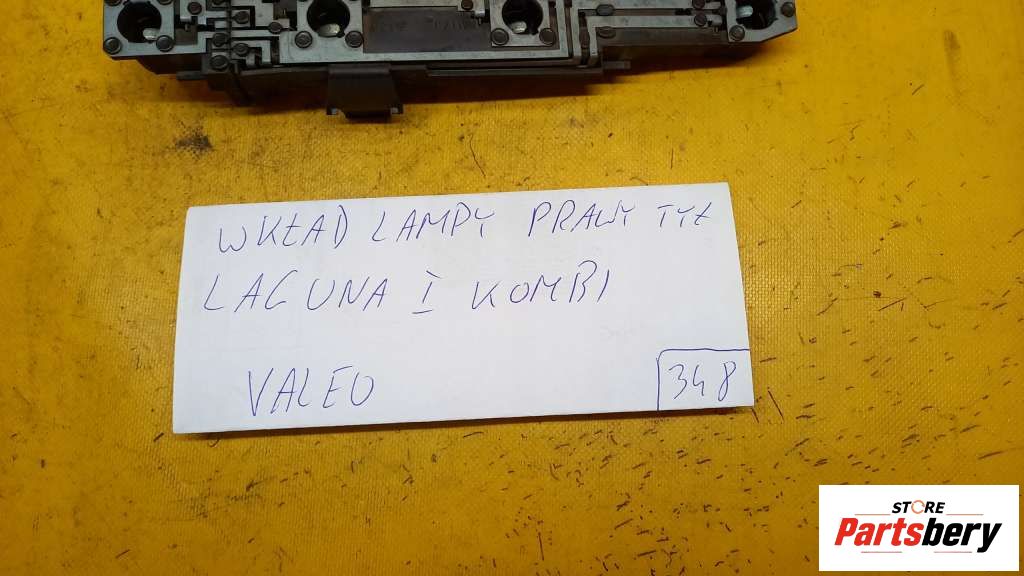 WKŁAD LAMPY PRAWY TYŁ
LAGUNA I KOMBI
VALEO
348
STORE
Partsbery